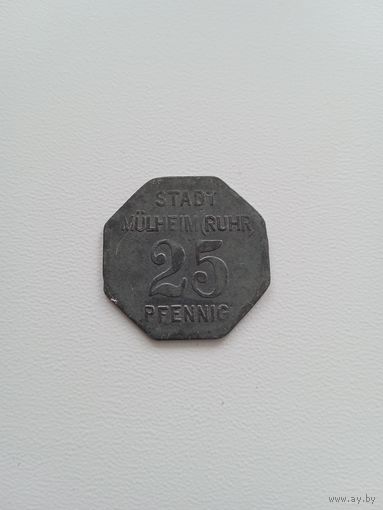 STADT
MÜLHEIM (RUHR)
25
PFENNIG
www.ay.by